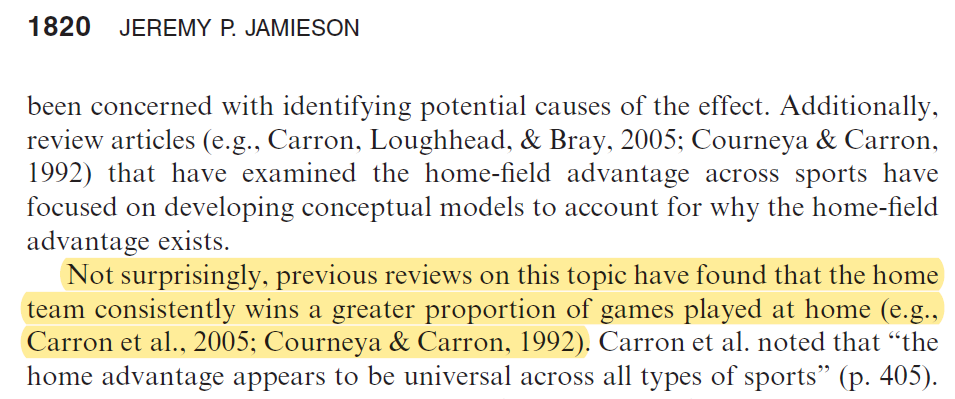 1820 JEREMY P. JAMIESON
been concerned with identifying potential causes of the effect. Additionally,
review articles (e.g., Carron, Loughhead, & Bray, 2005; Courneya & Carron,
1992) that have examined the home-field advantage across sports have
focused on developing conceptual models to account for why the home-field
advantage exists.
Not surprisingly, previous reviews on this topic have found that the home
team consistently wins a greater proportion of games played at home (e.g.,
Carron et al., 2005; Courneya & Carron, 1992). Carron et al. noted that “the
home advantage appears to be universal across all types of sports” (p. 405).